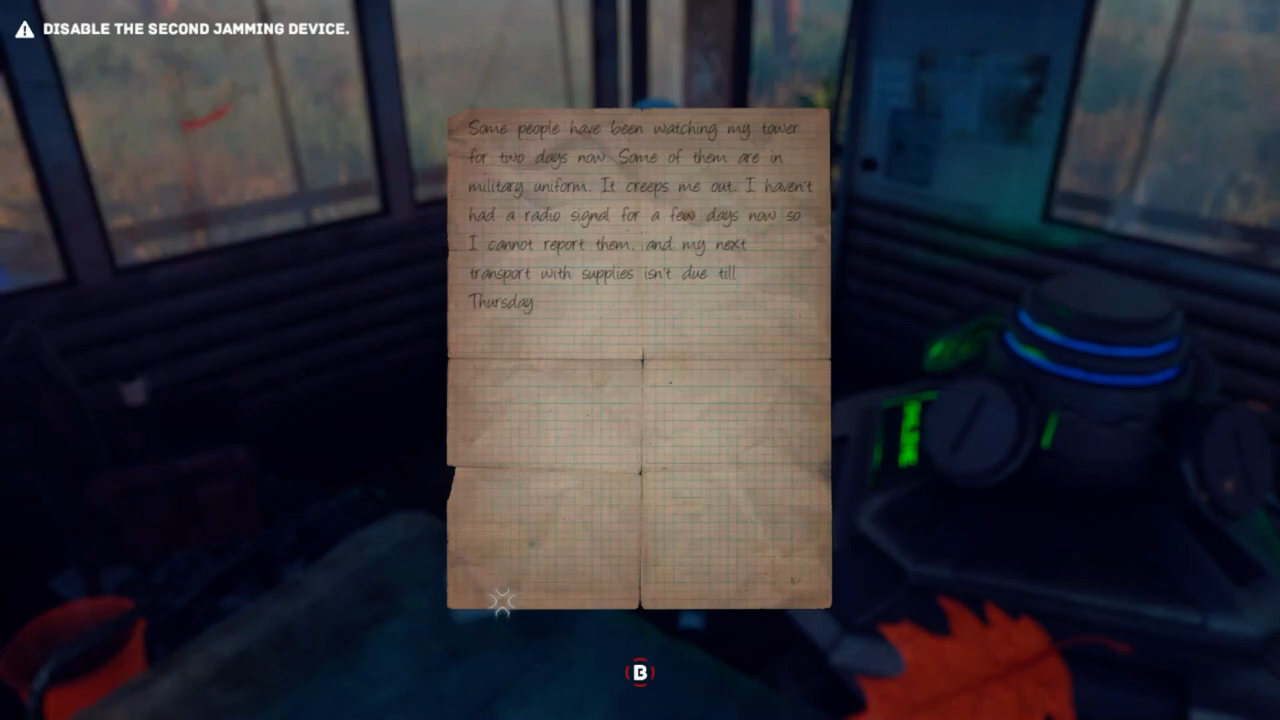 DISABLE THE SECOND JAMMING DEVICE.
Some people have been watching my tower
for two days now. Some of them are in
military uniform. It creeps me out. I haven't
had a radio signal for a few days now so
I cannot report them. and my next
transport with supplies isn't due till
Thursday
B